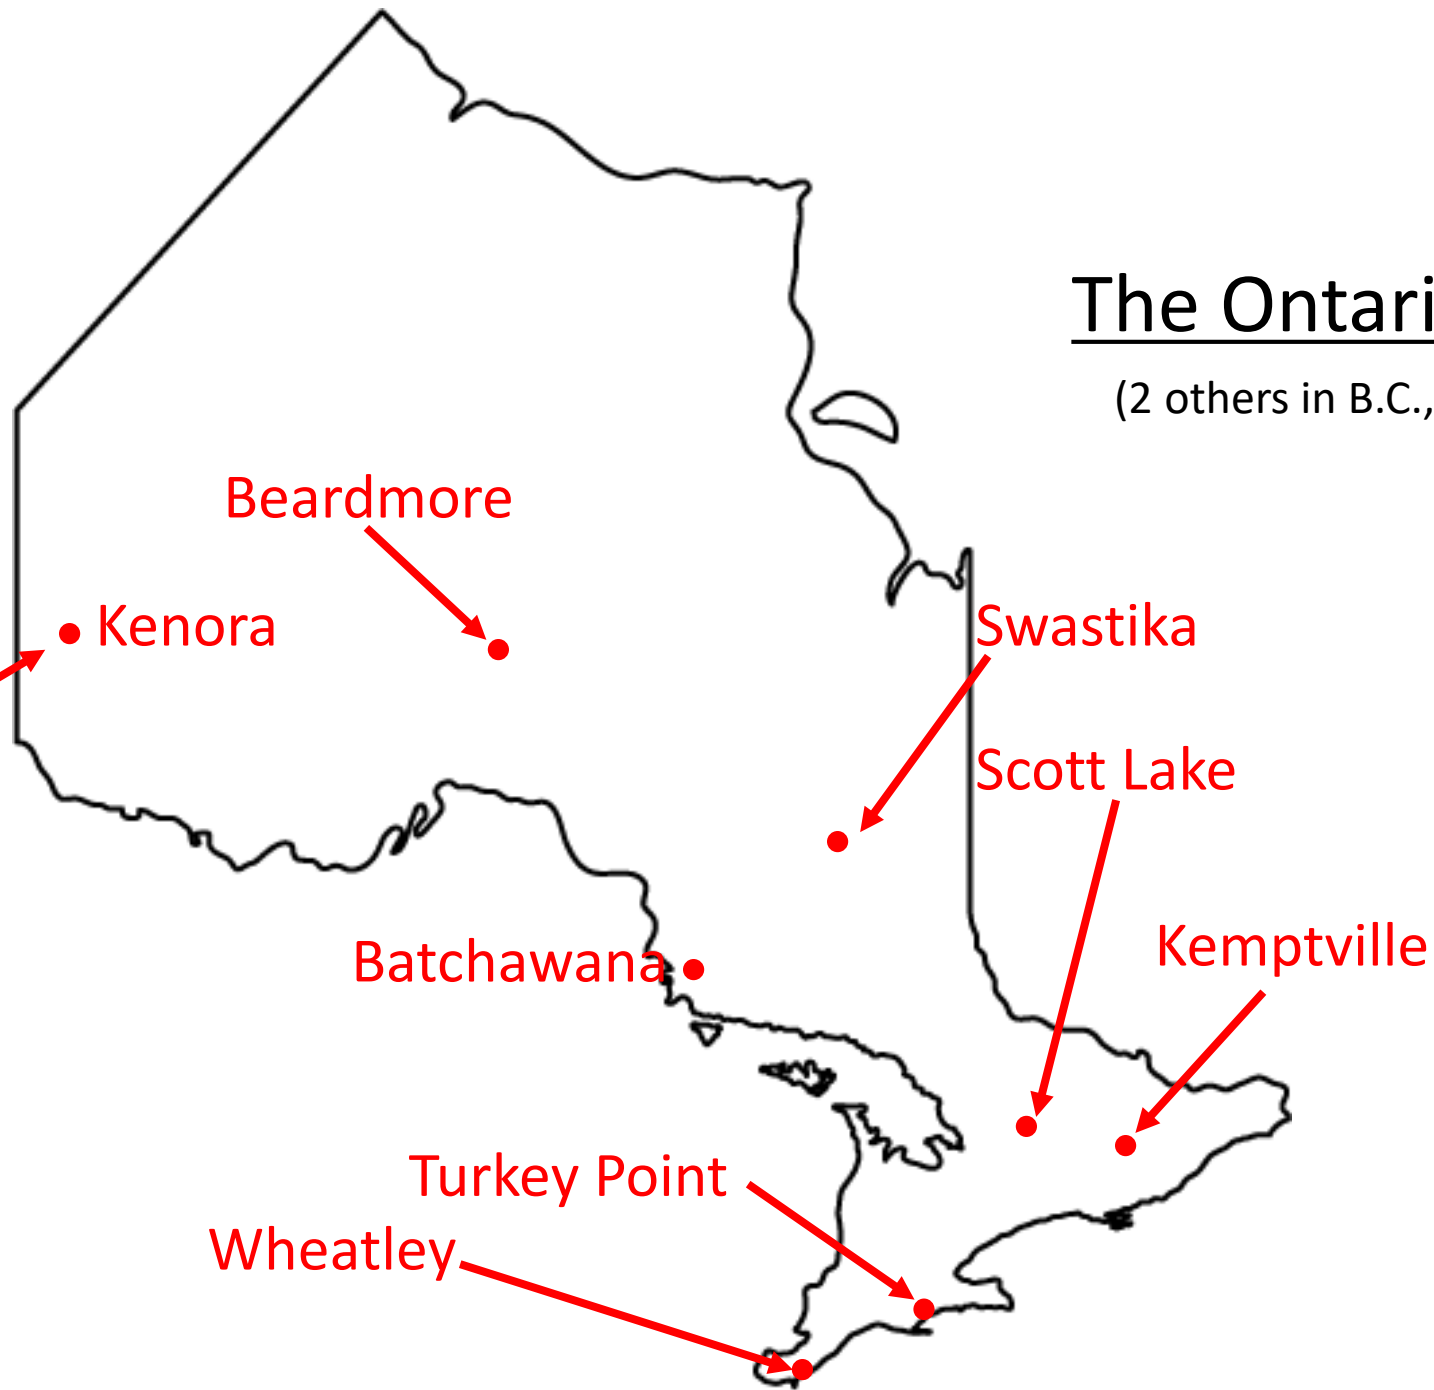 The Ontari
(2 others in B.C.,
Beardmore
Kenora
Swastika
Scott Lake
Kemptville
Batchawana
Turkey Point
Wheatley